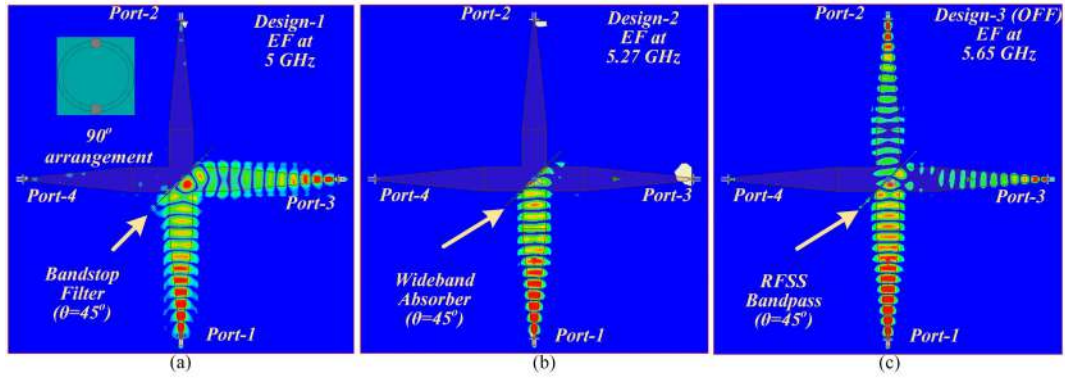 Port-2
Design-1
EF at
5 GHz
90°
arrangement
Port-4
Port-3
Bandstop
Filter
(θ=45°)
Port-1
(a)
Port-2
Design-2
EF at
5.27 GHz
Port-4
Port-3
Wideband
Absorber
(θ=45°)
Port-1
(b)
Port-2
Design-3 (OFF)
EF at
5.65 GHz
Port-4
Port-3
RFSS
Bandpass
(θ=45°)
Port-1
(c)